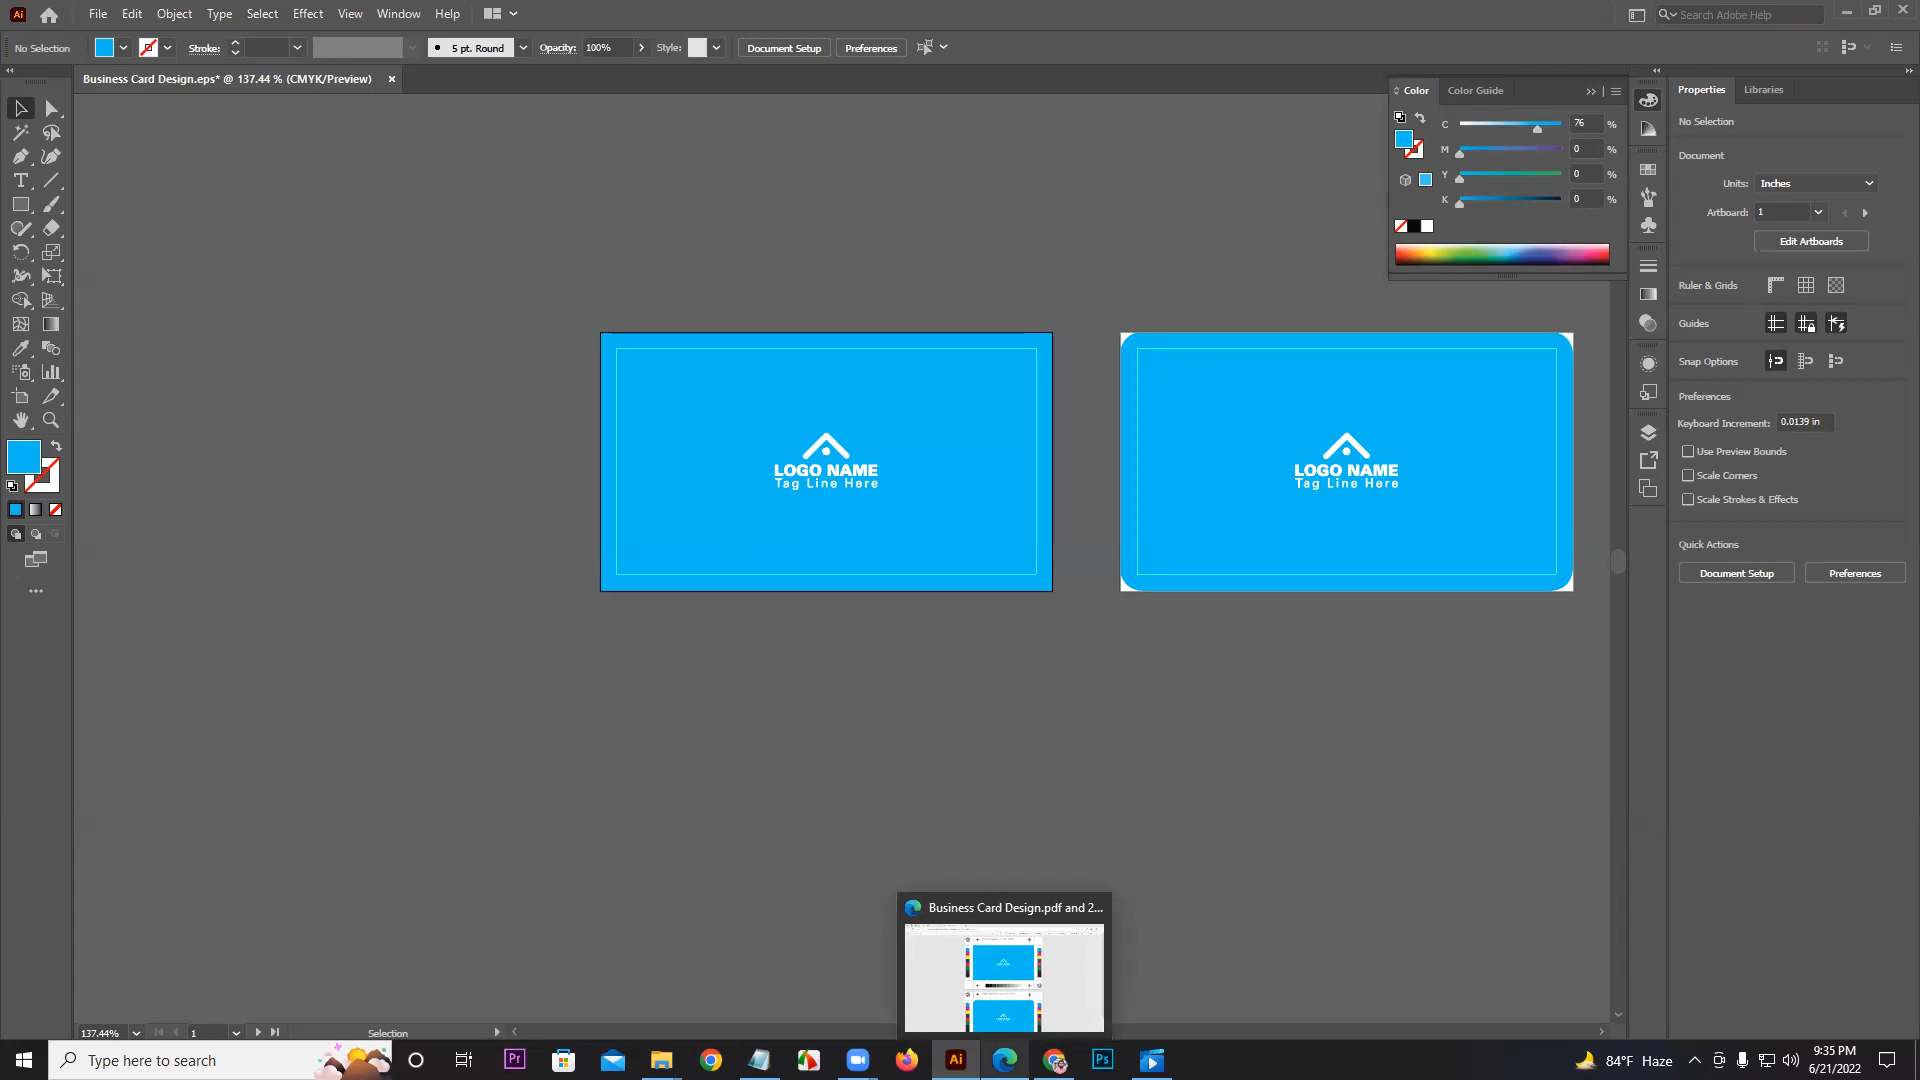 Ai File Edit Object Type Select Effect View Window Help Search Adobe Help
No Selection Stroke: 5 pt. Round Opacity: 100% Style: Document Setup Preferences
Business Card Design.eps* @ 137.44 % (CMYK/Preview) ×
Color Color Guide
C 76 %
M 0 %
Y 0 %
K 0 %
Properties Libraries
No Selection
Document
Units: Inches
Artboard: 1
Edit Artboards
Ruler & Grids
Guides
Snap Options
Preferences
Keyboard Increment: 0.0139 in
Use Preview Bounds
Scale Corners
Scale Strokes & Effects
Quick Actions
Document Setup Preferences
LOGO NAME
Tag Line Here
LOGO NAME
Tag Line Here
Business Card Design.pdf and 2...
137.44% 1 Selection
Type here to search
Pr
Ai
Ps
84°F Haze
9:35 PM
6/21/2022